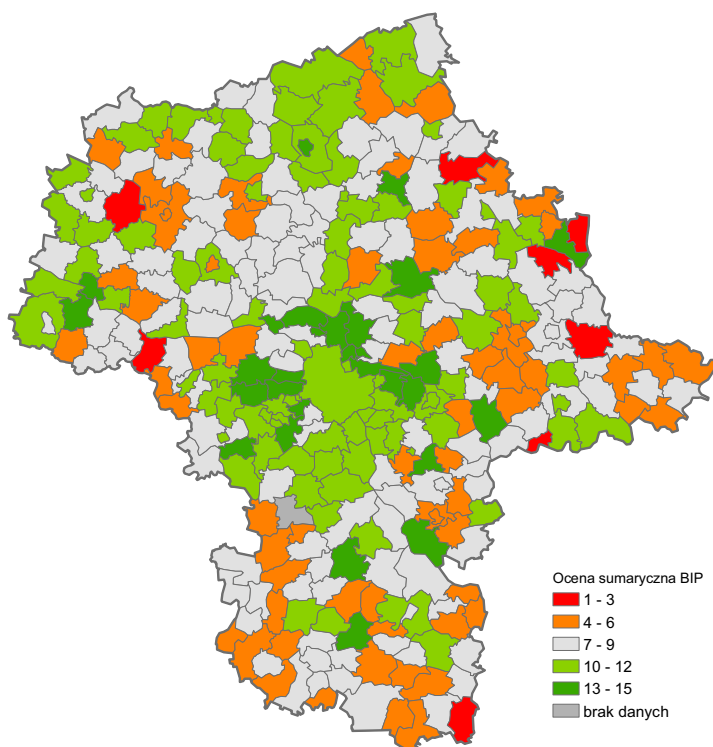 Ocena sumaryczna BIP
1 - 3
4 - 6
7 - 9
10 - 12
13 - 15
brak danych